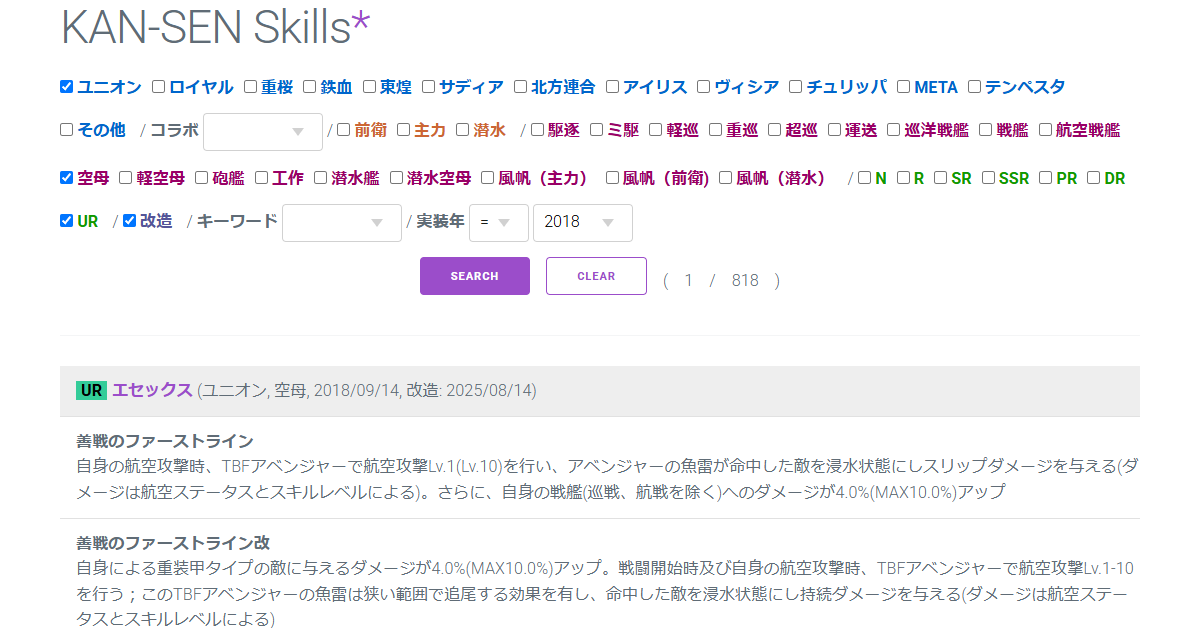 KAN-SEN Skills*
ユニオン ロイヤル 重桜 鉄血 東煌 サディア 北方連合 アイリス ヴィシア チュリッパ META テンペスタ
その他 / コラボ / 前衛 主力 潜水 / 駆逐 ミ駆 軽巡 重巡 超巡 運送 巡洋戦艦 戦艦 航空戦艦
空母 軽空母 砲艦 工作 潜水艦 潜水空母 風帆（主力） 風帆（前衛) 風帆（潜水） / N R SR SSR PR DR
UR / 改造 / キーワード / 実装年 = 2018
SEARCH CLEAR ( 1 / 818 )
UR エセックス (ユニオン, 空母, 2018/09/14, 改造: 2025/08/14)
善戦のファーストライン
自身の航空攻撃時、TBFアベンジャーで航空攻撃Lv.1(Lv.10)を行い、アベンジャーの魚雷が命中した敵を浸水状態にしスリップダメージを与える(ダ
メージは航空ステータスとスキルレベルによる)。さらに、自身の戦艦(巡戦、航戦を除く)へのダメージが4.0%(MAX10.0%)アップ
善戦のファーストライン改
自身による重装甲タイプの敵に与えるダメージが4.0%(MAX10.0%)アップ。戦闘開始時及び自身の航空攻撃時、TBFアベンジャーで航空攻撃Lv.1-10
を行う；このTBFアベンジャーの魚雷は狭い範囲で追尾する効果を有し、命中した敵を浸水状態にし持続ダメージを与える(ダメージは航空ステー
タスとスキルレベルによる)